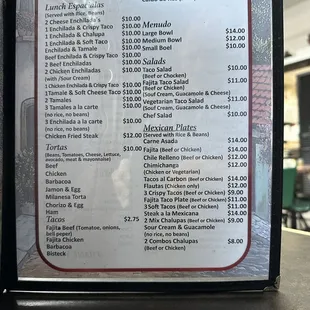 Lunch Especiales
(Served with Rice, Beans)
2 Cheese Enchilada's $10.00
1 Enchilada & Crispy Taco $10.00
1 Enchilada & Chalupa $10.00
1 Enchilada & Soft Taco $10.00
Enchilada & Tamale $10.00
Beef Enchilada & Crispy Taco $10.00
2 Beef Enchiladas $10.00
2 Chicken Enchiladas $10.00
(with /Sour Cream)
1 Chicken Enchilada & Crispy Taco $10.00
1 Tamale & Soft Cheese Taco $10.00
2 Tamales $10.00
3 Tamales a la carte $10.00
(no rice, no beans)
3 Enchilada a la carte $10.00
(no rice, no beans)
Chicken Fried Steak $12.00
Tortas $10.00
(Beans, Tomatoes, Cheese, Lettuce,
avocado, meat & mayonnaise)
Beef
Chicken
Barbacoa
Jamon & Egg
Milanesa Torta
Chorizo & Egg
Ham
Tacos $2.75
Fajita Beef (Tomatoe, onions,
bell peper)
Fajita Chicken
Barbacoa
Bisteck
Menudo
Large Bowl $14.00
Medium Bowl $12.00
Small Boel $10.00
Salads
Taco Salad $10.00
(Beef or Chocken)
Fajita Taco Salad $11.00
(Beef or Chicken)
(Sour Cream, Guacamole & Cheese)
Vegetarian Taco Salad $11.00
(Sour Cream, Guacamole & Cheese)
Chef Salad $10.00
Mexican Plates
(Served with Rice & Beans)
Carne Asada $14.00
Fajita (Beef or Chicken) $14.00
Chile Relleno (Beef or Chicken) $12.00
Chimichanga $12.00
(Chicken or Vegetarian)
Tacos al Carbon (Beef or Chicken) $14.00
Flautas (Chicken only) $12.00
3 Crispy Tacos (Beef or Chicken) $9.00
Fajita Taco Plate (Beef or Chicken) $11.00
3 Soft Tacos (Beef or Chicken) $11.00
Steak a la Mexicana $14.00
2 Mix Chalupas (Beef or Chicken) $9.00
Sour Cream & Guacamole
(no rice, no beans)
2 Combos Chalupas $8.00
(Beef or Chicken)